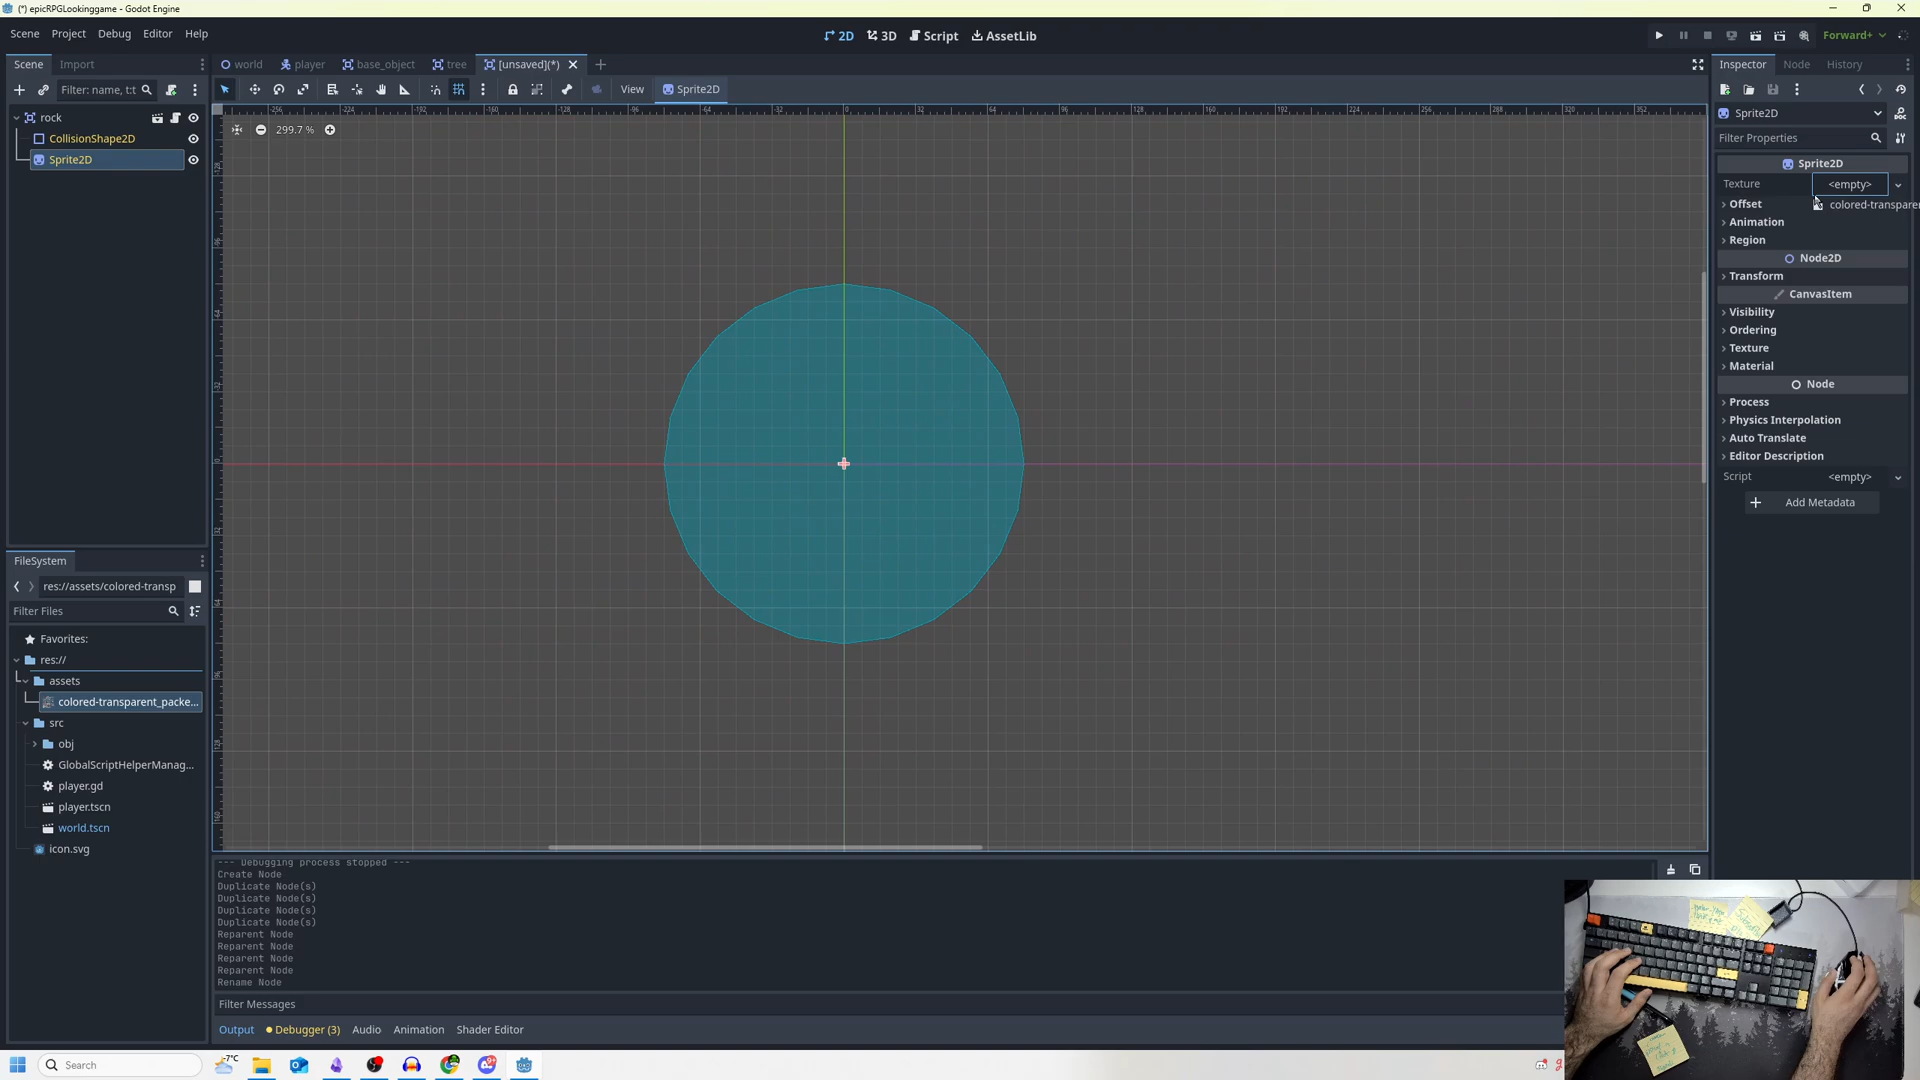 (*) epicRPGLookinggame - Godot Engine
Scene Project Debug Editor Help
2D 3D Script AssetLib
Forward+
Scene Import
world player base_object tree [unsaved](*)
Inspector Node History
Filter: name, t:t
View Sprite2D
rock
CollisionShape2D
Sprite2D
299.7 %
Sprite2D
Filter Properties
Sprite2D
Texture <empty>
Offset colored-transparen
Animation
Region
Node2D
Transform
CanvasItem
Visibility
Ordering
Texture
Material
Node
Process
Physics Interpolation
Auto Translate
Editor Description
Script <empty>
Add Metadata
FileSystem
res://assets/colored-transp
Filter Files
Favorites:
res://
assets
colored-transparent_packe...
src
obj
GlobalScriptHelperManag...
player.gd
player.tscn
world.tscn
icon.svg
--- Debugging process stopped ---
Create Node
Duplicate Node(s)
Duplicate Node(s)
Duplicate Node(s)
Duplicate Node(s)
Reparent Node
Reparent Node
Reparent Node
Reparent Node
Rename Node
Filter Messages
Output Debugger (3) Audio Animation Shader Editor
Search
-7°C